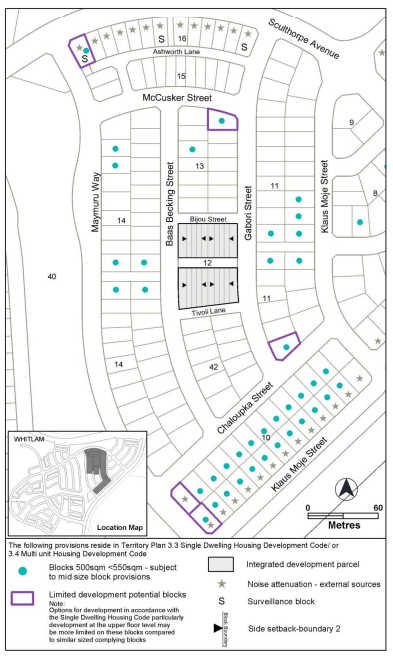 Sculthorpe Avenue
16
S
S
S
Ashworth Lane
15
McCusker Street
9
13
8
11
Maymuru Way
Baas Becking Street
Gabori Street
Klaus Moje Street
14
Bijou Street
40
12
11
Tivoli Lane
14
42
Chaloupka Street
10
Klaus Moje Street
WHITLAM
Location Map
0 60
Metres
The following provisions reside in Territory Plan 3.3 Single Dwelling Housing Development Code/ or
3.4 Multi unit Housing Development Code
Blocks 500sqm <550sqm - subject
to mid size block provisions
Limited development potential blocks
Note:
Options for development in accordance with
the Single Dwelling Housing Code particularly
development at the upper floor level may
be more limited on these blocks compared
to similar sized complying blocks
Integrated development parcel
Noise attenuation - external sources
S Surveillance block
Block Boundary
Side setback-boundary 2